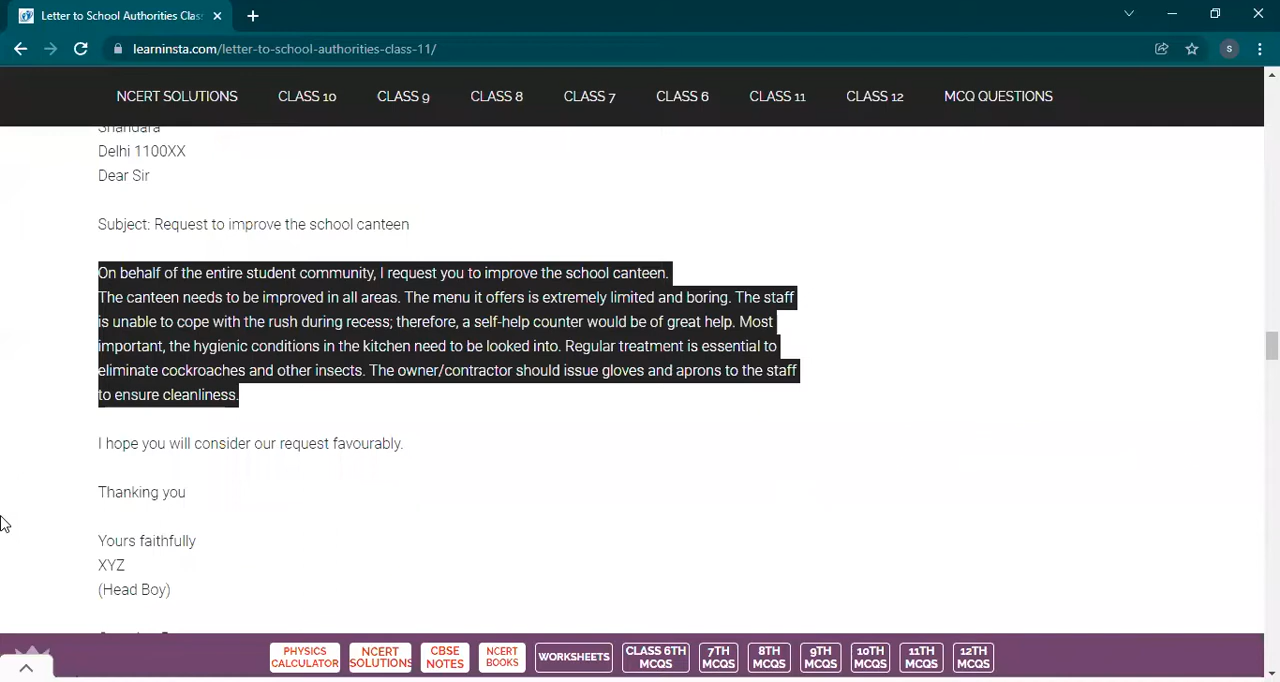 Letter to School Authorities Clas
learninsta.com/letter-to-school-authorities-class-11/
S
NCERT SOLUTIONS CLASS 10 CLASS 9 CLASS 8 CLASS 7 CLASS 6 CLASS 11 CLASS 12 MCQ QUESTIONS
Shahdara
Delhi 1100XX
Dear Sir
Subject: Request to improve the school canteen
On behalf of the entire student community, I request you to improve the school canteen.
The canteen needs to be improved in all areas. The menu it offers is extremely limited and boring. The staff
is unable to cope with the rush during recess; therefore, a self-help counter would be of great help. Most
important, the hygienic conditions in the kitchen need to be looked into. Regular treatment is essential to
eliminate cockroaches and other insects. The owner/contractor should issue gloves and aprons to the staff
to ensure cleanliness.
I hope you will consider our request favourably.
Thanking you
Yours faithfully
XYZ
(Head Boy)
PHYSICS CALCULATOR NCERT SOLUTIONS CBSE NOTES NCERT BOOKS WORKSHEETS CLASS 6TH MCQS 7TH MCQS 8TH MCQS 9TH MCQS 10TH MCQS 11TH MCQS 12TH MCQS